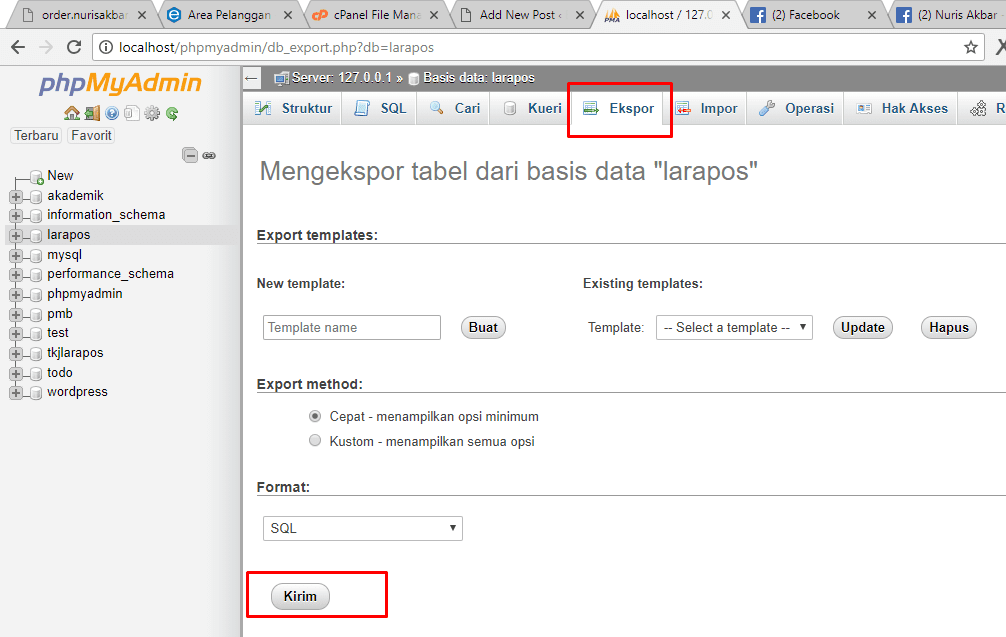 order.nurisakbar
Area Pelanggan
cPanel File Mana
Add New Post ‹
localhost / 127.0
(2) Facebook
(2) Nuris Akbar
localhost/phpmyadmin/db_export.php?db=larapos
phpMyAdmin
Terbaru Favorit
New
akademik
information_schema
larapos
mysql
performance_schema
phpmyadmin
pmb
test
tkjlarapos
todo
wordpress
Server: 127.0.0.1 » Basis data: larapos
Struktur SQL Cari Kueri Ekspor Impor Operasi Hak Akses R
Mengekspor tabel dari basis data "larapos"
Export templates:
New template: Existing templates:
Template name Buat Template: -- Select a template -- Update Hapus
Export method:
Cepat - menampilkan opsi minimum
Kustom - menampilkan semua opsi
Format:
SQL
Kirim